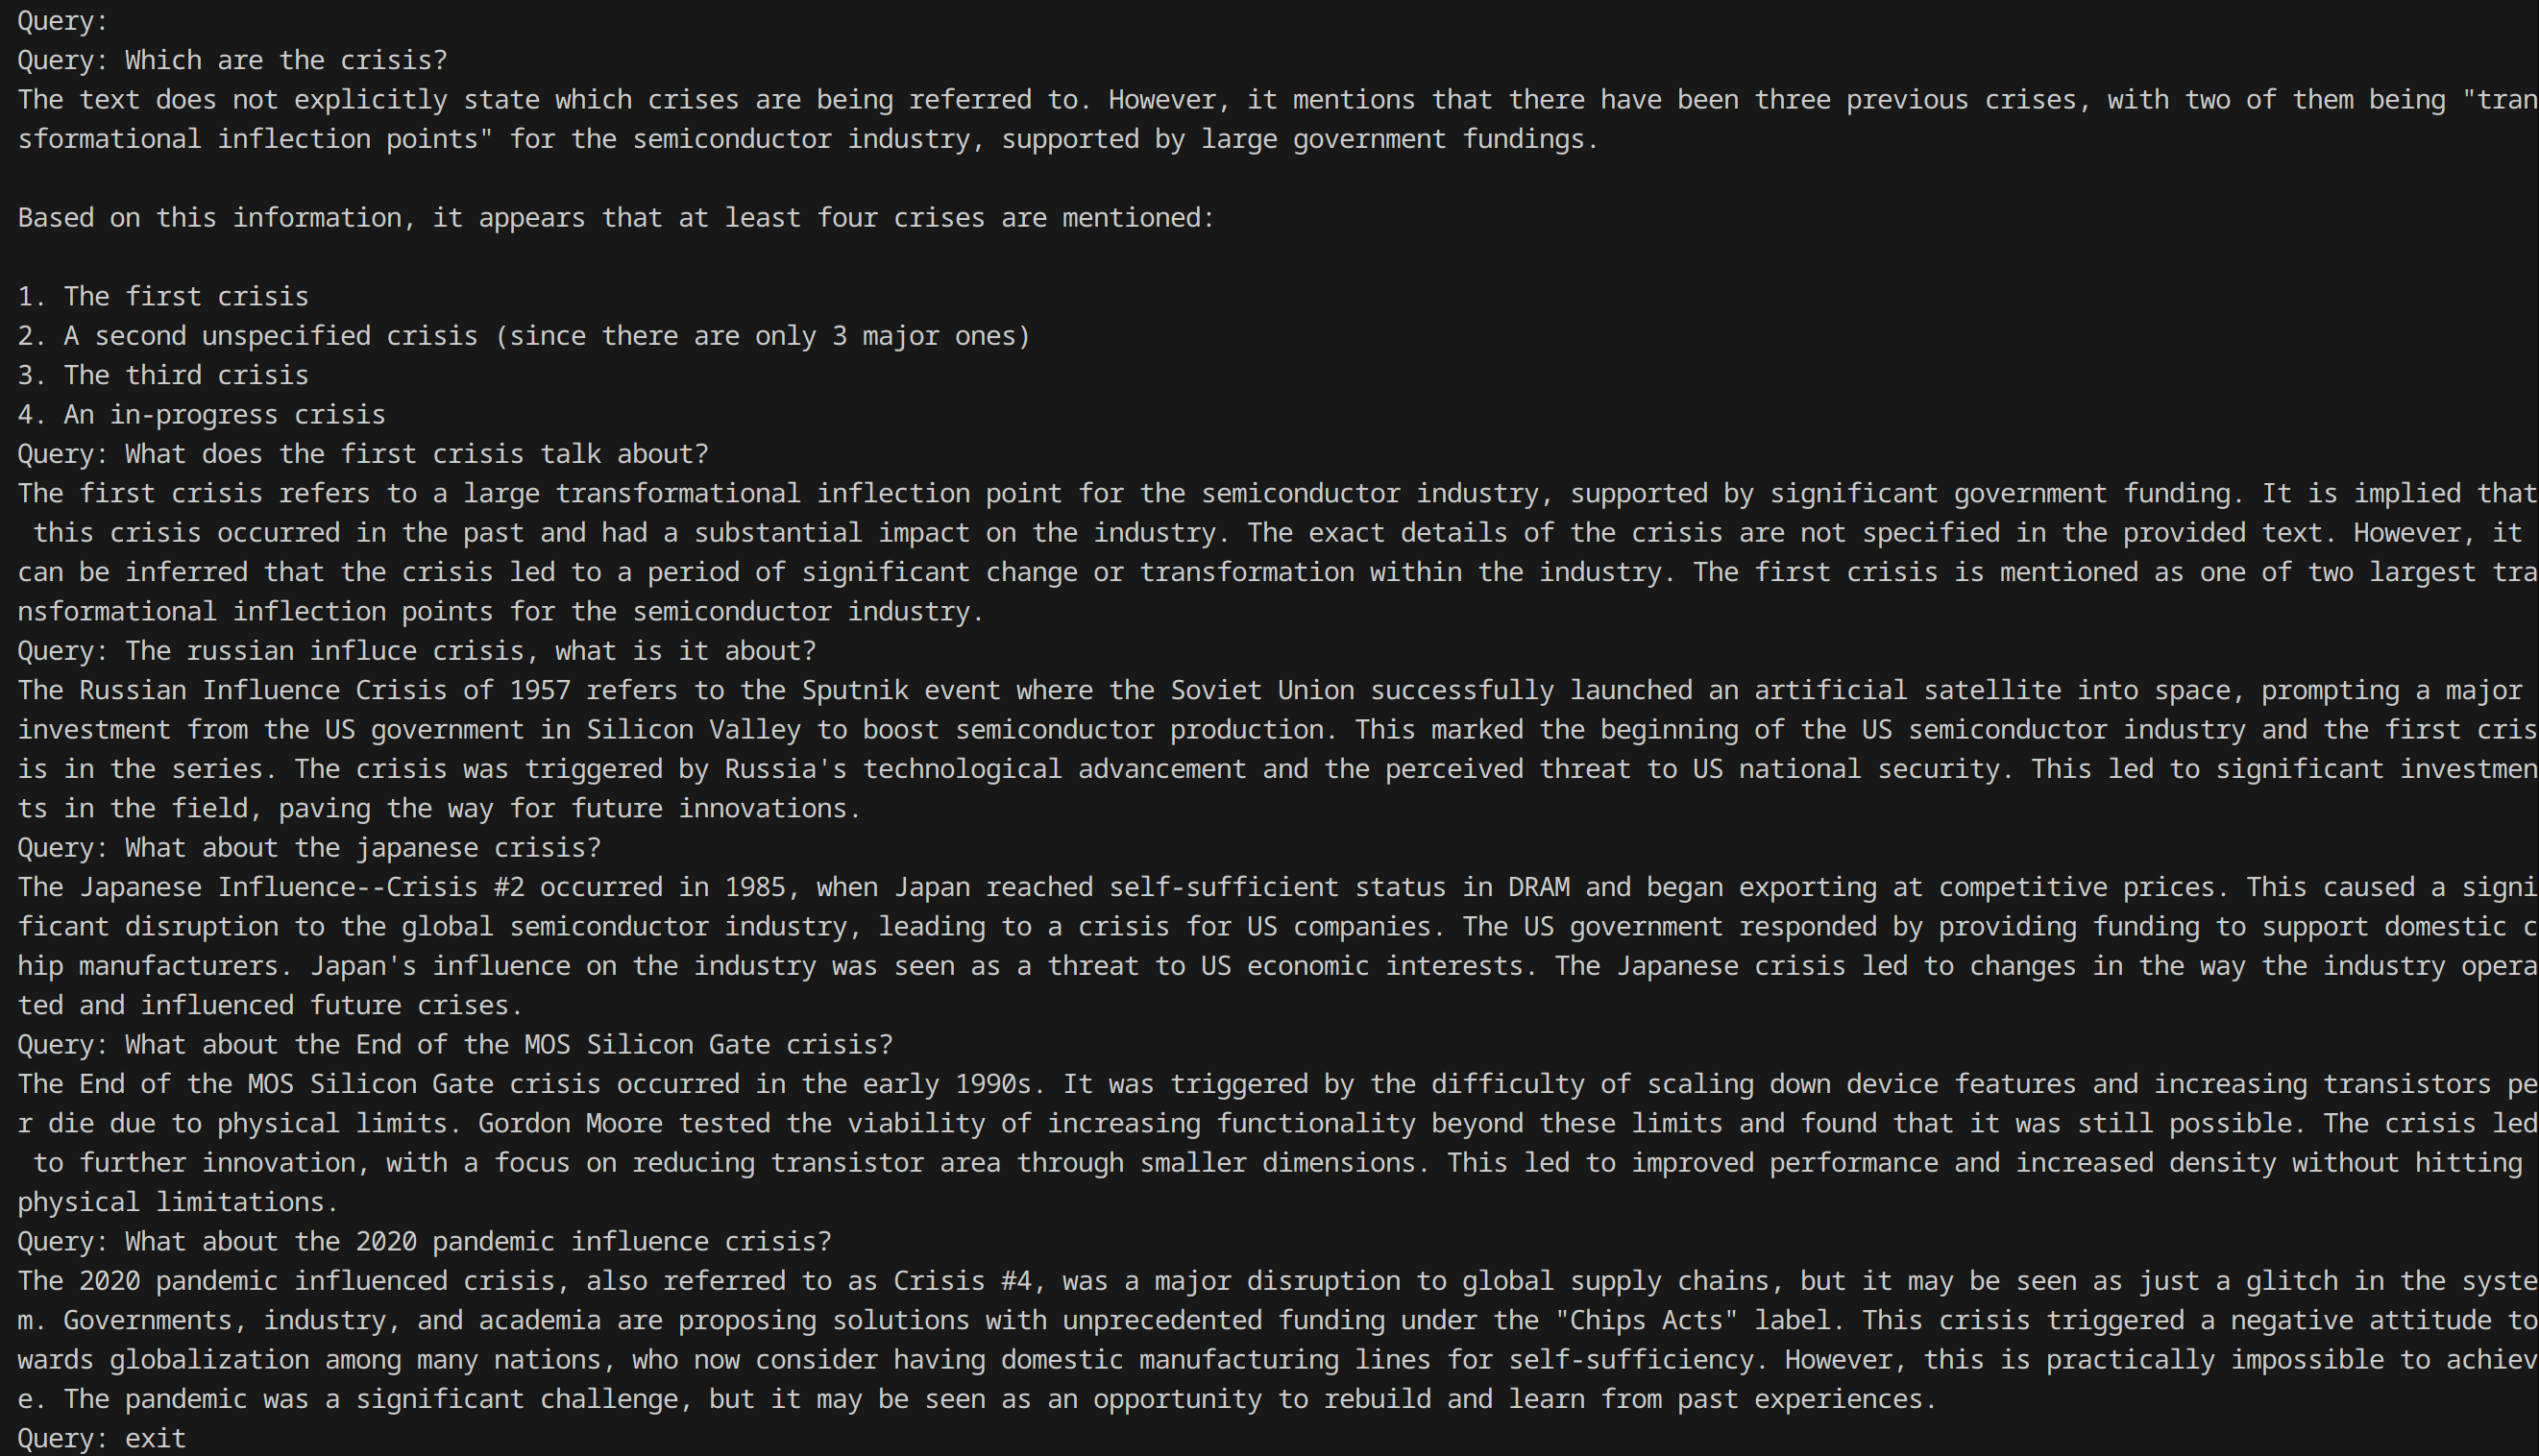 Query:
Query: Which are the crisis?
The text does not explicitly state which crises are being referred to. However, it mentions that there have been three previous crises, with two of them being "tran
sformational inflection points" for the semiconductor industry, supported by large government fundings.
Based on this information, it appears that at least four crises are mentioned:
1. The first crisis
2. A second unspecified crisis (since there are only 3 major ones)
3. The third crisis
4. An in-progress crisis
Query: What does the first crisis talk about?
The first crisis refers to a large transformational inflection point for the semiconductor industry, supported by significant government funding. It is implied that
 this crisis occurred in the past and had a substantial impact on the industry. The exact details of the crisis are not specified in the provided text. However, it
can be inferred that the crisis led to a period of significant change or transformation within the industry. The first crisis is mentioned as one of two largest tra
nsformational inflection points for the semiconductor industry.
Query: The russian influce crisis, what is it about?
The Russian Influence Crisis of 1957 refers to the Sputnik event where the Soviet Union successfully launched an artificial satellite into space, prompting a major
investment from the US government in Silicon Valley to boost semiconductor production. This marked the beginning of the US semiconductor industry and the first cris
is in the series. The crisis was triggered by Russia's technological advancement and the perceived threat to US national security. This led to significant investmen
ts in the field, paving the way for future innovations.
Query: What about the japanese crisis?
The Japanese Influence--Crisis #2 occurred in 1985, when Japan reached self-sufficient status in DRAM and began exporting at competitive prices. This caused a signi
ficant disruption to the global semiconductor industry, leading to a crisis for US companies. The US government responded by providing funding to support domestic c
hip manufacturers. Japan's influence on the industry was seen as a threat to US economic interests. The Japanese crisis led to changes in the way the industry opera
ted and influenced future crises.
Query: What about the End of the MOS Silicon Gate crisis?
The End of the MOS Silicon Gate crisis occurred in the early 1990s. It was triggered by the difficulty of scaling down device features and increasing transistors pe
r die due to physical limits. Gordon Moore tested the viability of increasing functionality beyond these limits and found that it was still possible. The crisis led
 to further innovation, with a focus on reducing transistor area through smaller dimensions. This led to improved performance and increased density without hitting
physical limitations.
Query: What about the 2020 pandemic influence crisis?
The 2020 pandemic influenced crisis, also referred to as Crisis #4, was a major disruption to global supply chains, but it may be seen as just a glitch in the syste
m. Governments, industry, and academia are proposing solutions with unprecedented funding under the "Chips Acts" label. This crisis triggered a negative attitude to
wards globalization among many nations, who now consider having domestic manufacturing lines for self-sufficiency. However, this is practically impossible to achiev
e. The pandemic was a significant challenge, but it may be seen as an opportunity to rebuild and learn from past experiences.
Query: exit